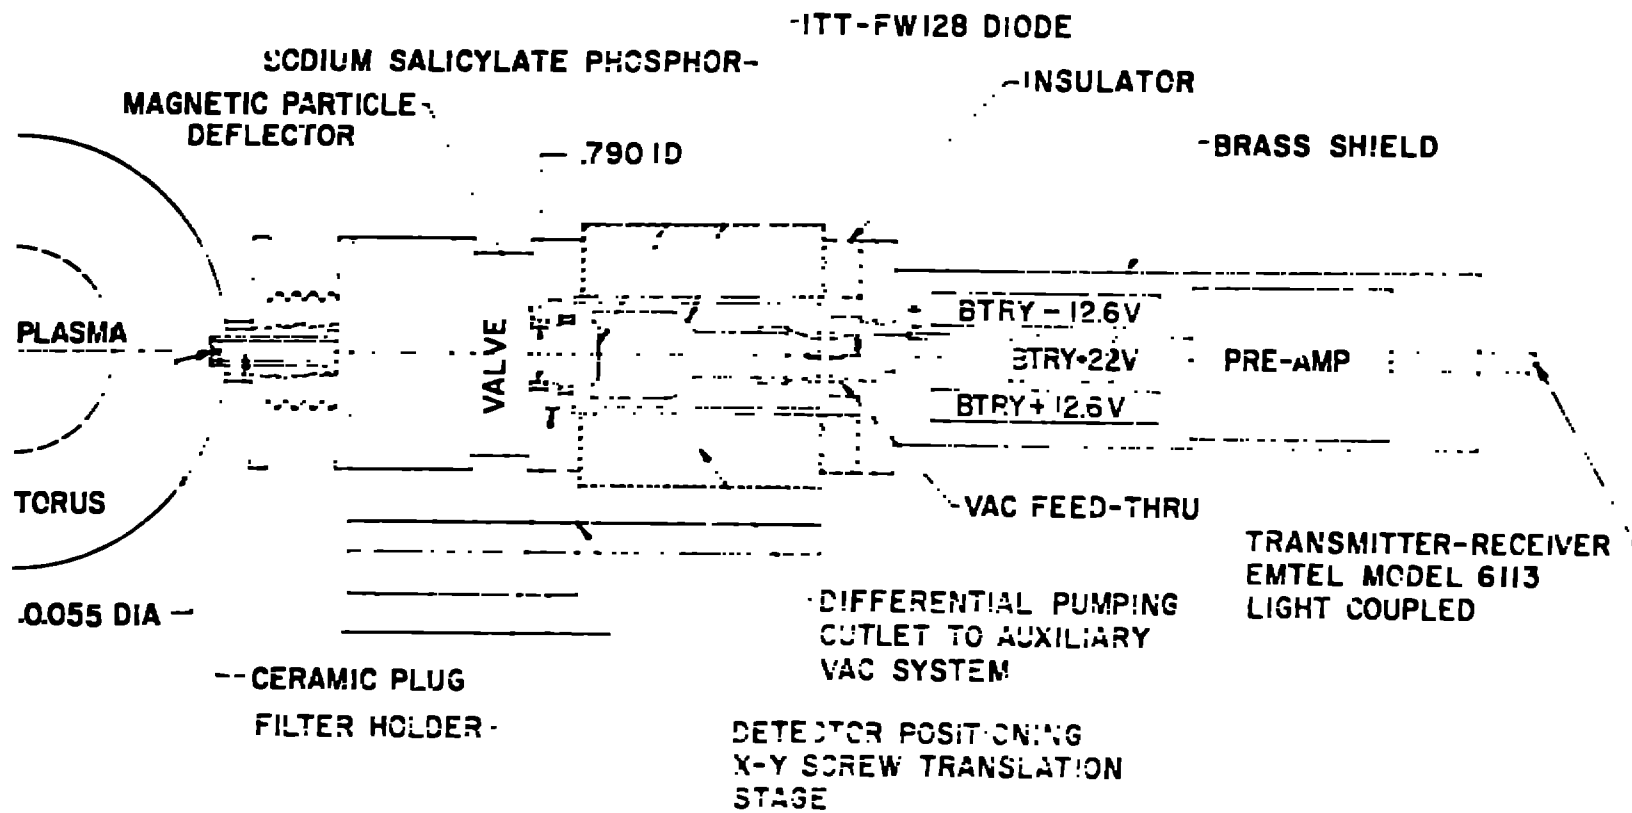 ITT-FW128 DIODE
SODIUM SALICYLATE PHOSPHOR
INSULATOR
MAGNETIC PARTICLE
DEFLECTOR
.790 ID
BRASS SHIELD
PLASMA
VALVE
BTRY - 12.6V
BTRY+22V
PRE-AMP
BTRY + 12.6V
TORUS
VAC FEED-THRU
TRANSMITTER-RECEIVER
EMTEL MODEL 6113
LIGHT COUPLED
.0.055 DIA
DIFFERENTIAL PUMPING
OUTLET TO AUXILIARY
VAC SYSTEM
CERAMIC PLUG
FILTER HOLDER
DETECTOR POSITIONING
X-Y SCREW TRANSLATION
STAGE